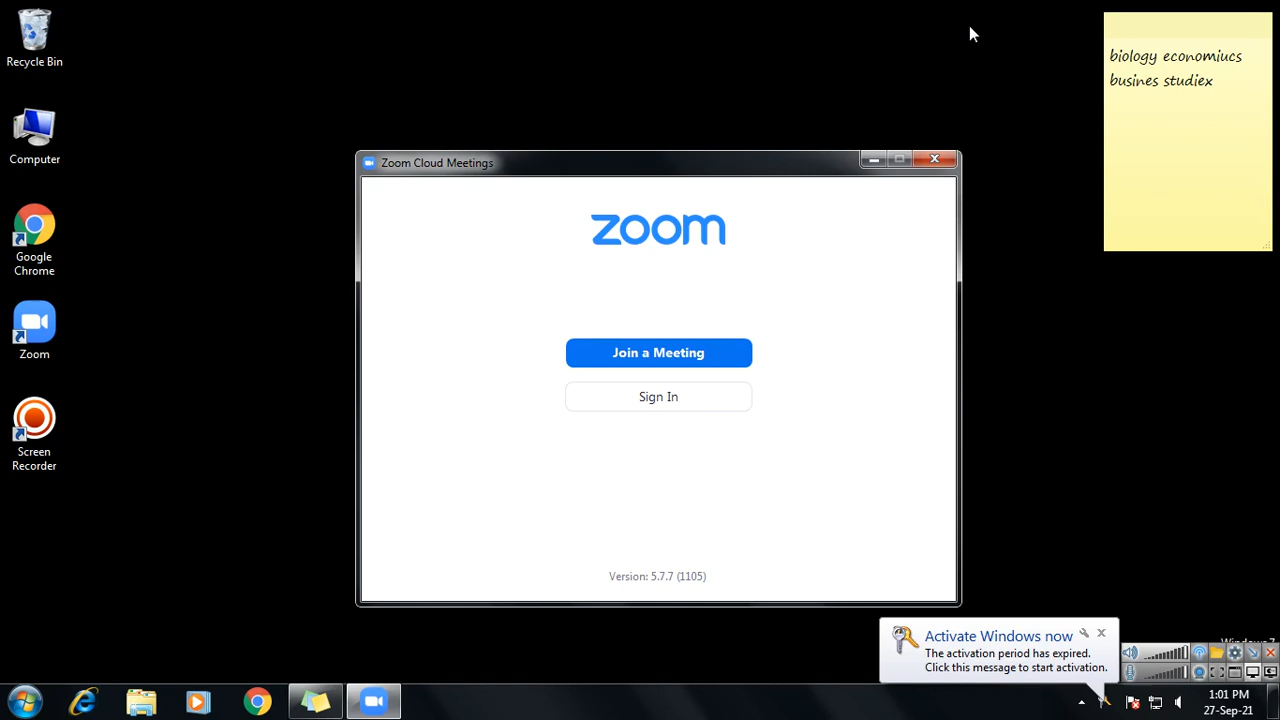 Recycle Bin
Computer
Google
Chrome
Zoom
Screen
Recorder
Zoom Cloud Meetings
zoom
Join a Meeting
Sign In
Version: 5.7.7 (1105)
biology economiucs
busines studiex
Activate Windows now
The activation period has expired.
Click this message to start activation.
Windows 7
1:01 PM
27-Sep-21